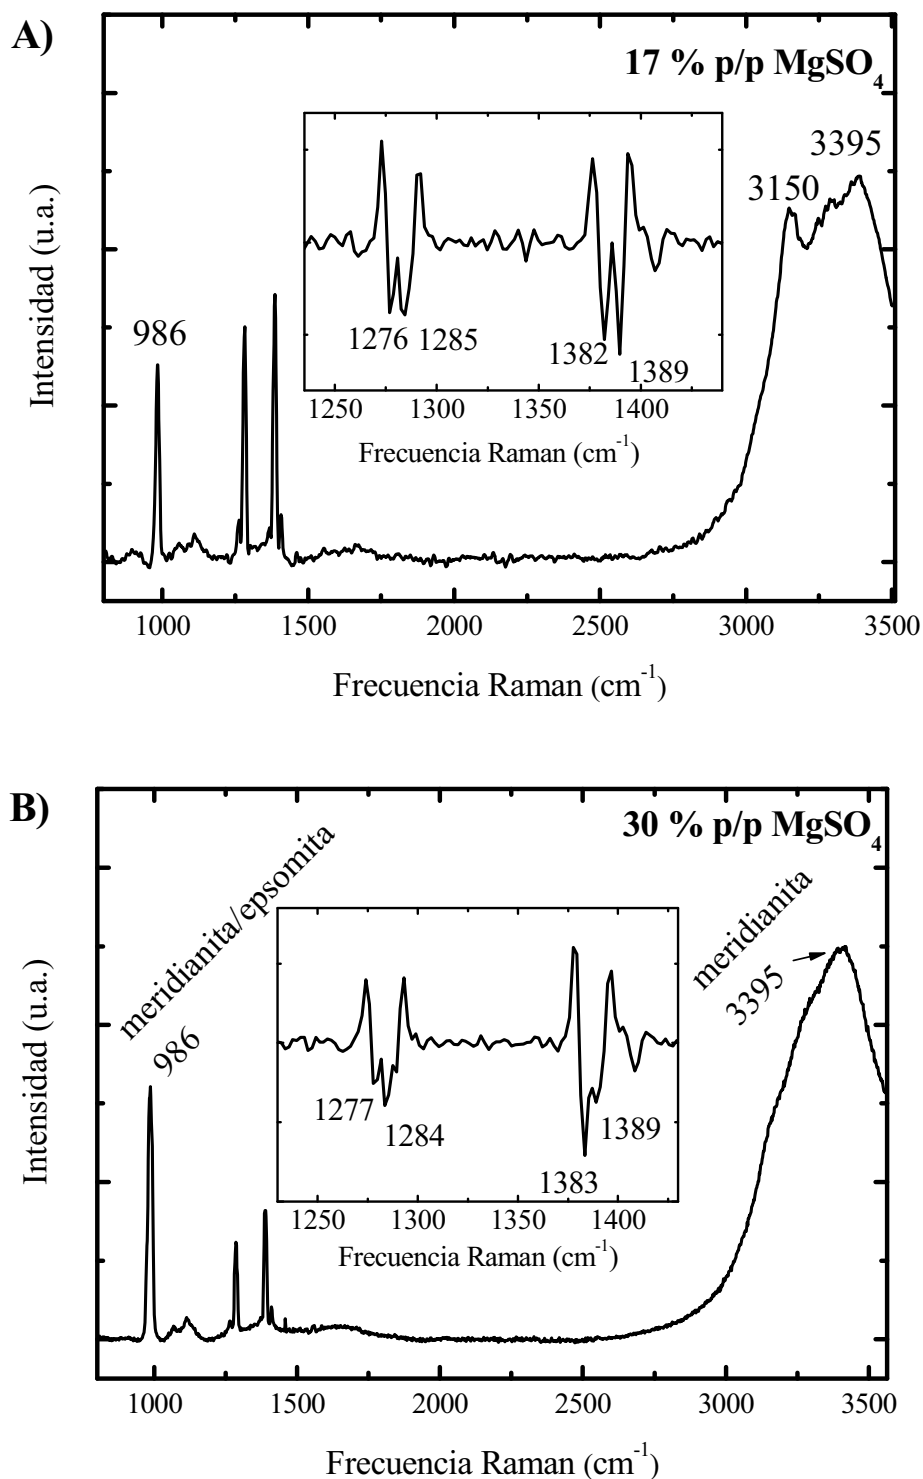 A)
17 % p/p MgSO4
3395
3150
986
1276
1285
1382
1389
1250 1300 1350 1400
Frecuencia Raman (cm-1)
Intensidad (u.a.)
1000 1500 2000 2500 3000 3500
Frecuencia Raman (cm-1)
B)
30 % p/p MgSO4
meridianita/epsomita
meridianita
3395
986
1277
1284
1389
1383
1250 1300 1350 1400
Frecuencia Raman (cm-1)
Intensidad (u.a.)
1000 1500 2000 2500 3000 3500
Frecuencia Raman (cm-1)